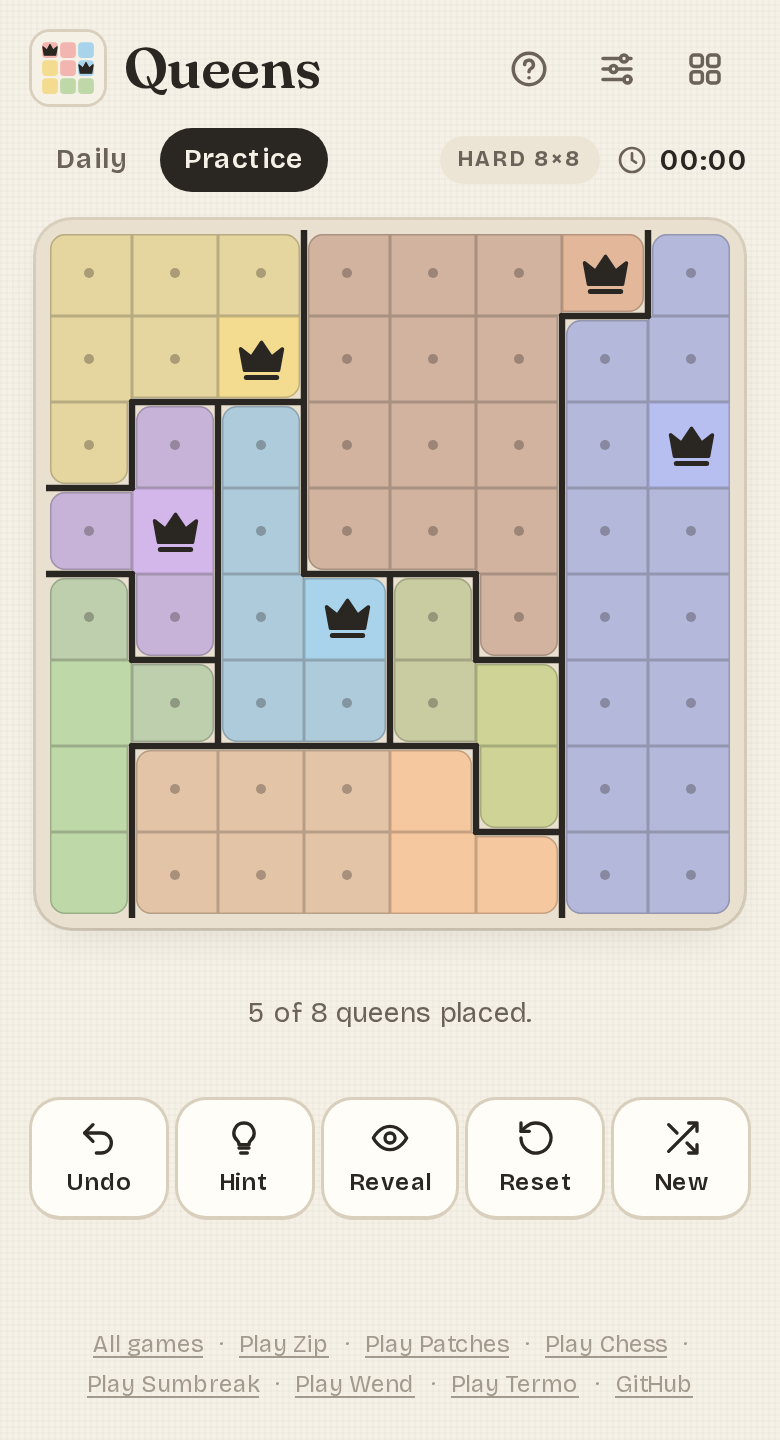 Queens
Daily
Practice
HARD 8×8
00:00
5 of 8 queens placed.
Undo
Hint
Reveal
Reset
New
All games · Play Zip · Play Patches · Play Chess ·
Play Sumbreak · Play Wend · Play Termo · GitHub